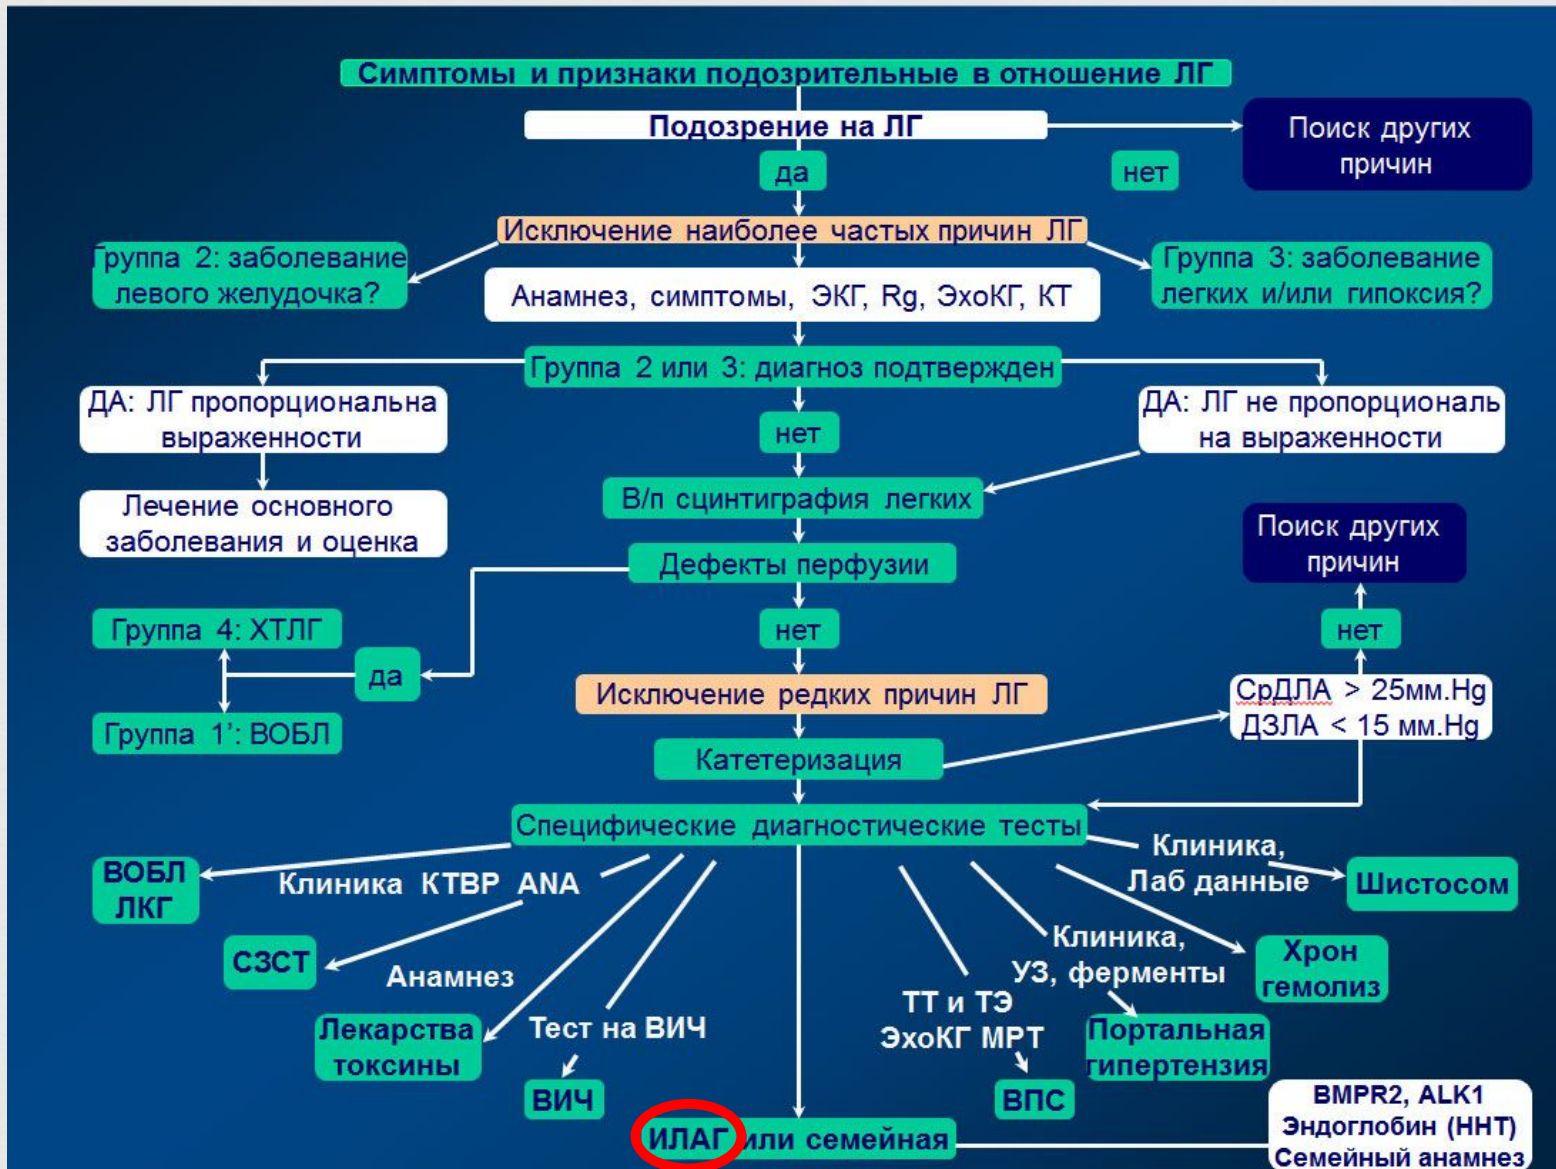 Симптомы и признаки подозрительные в отношение ЛГ
Подозрение на ЛГ
Поиск других
причин
да
нет
Исключение наиболее частых причин ЛГ
Группа 2: заболевание
левого желудочка?
Группа 3: заболевание
легких и/или гипоксия?
Анамнез, симптомы, ЭКГ, Rg, ЭхоКГ, КТ
Группа 2 или 3: диагноз подтвержден
ДА: ЛГ пропорциональна
выраженности
нет
ДА: ЛГ не пропорциональ
на выраженности
Лечение основного
заболевания и оценка
В/п сцинтиграфия легких
Поиск других
причин
Дефекты перфузии
Группа 4: ХТЛГ
нет
нет
да
Исключение редких причин ЛГ
СрДЛА > 25мм.Hg
ДЗЛА < 15 мм.Hg
Группа 1’: ВОБЛ
Катетеризация
Специфические диагностические тесты
ВОБЛ
ЛКГ
Клиника КТВР ANA
Клиника,
Лаб данные
Шистосом
СЗСТ
Анамнез
Клиника,
УЗ, ферменты
Хрон
гемолиз
Лекарства
токсины
Тест на ВИЧ
ТТ и ТЭ
ЭхоКГ МРТ
Портальная
гипертензия
ВИЧ
ВПС
ИЛАГ или семейная
BMPR2, ALK1
Эндоглобин (ННТ)
Семейный анамнез